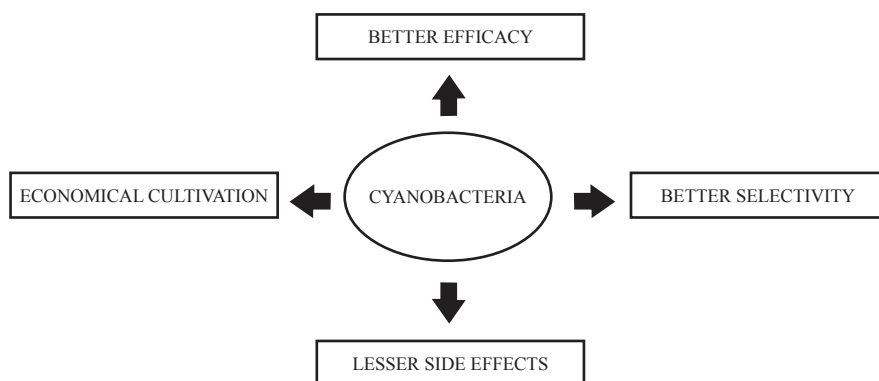 BETTER EFFICACY
ECONOMICAL CULTIVATION
CYANOBACTERIA
BETTER SELECTIVITY
LESSER SIDE EFFECTS